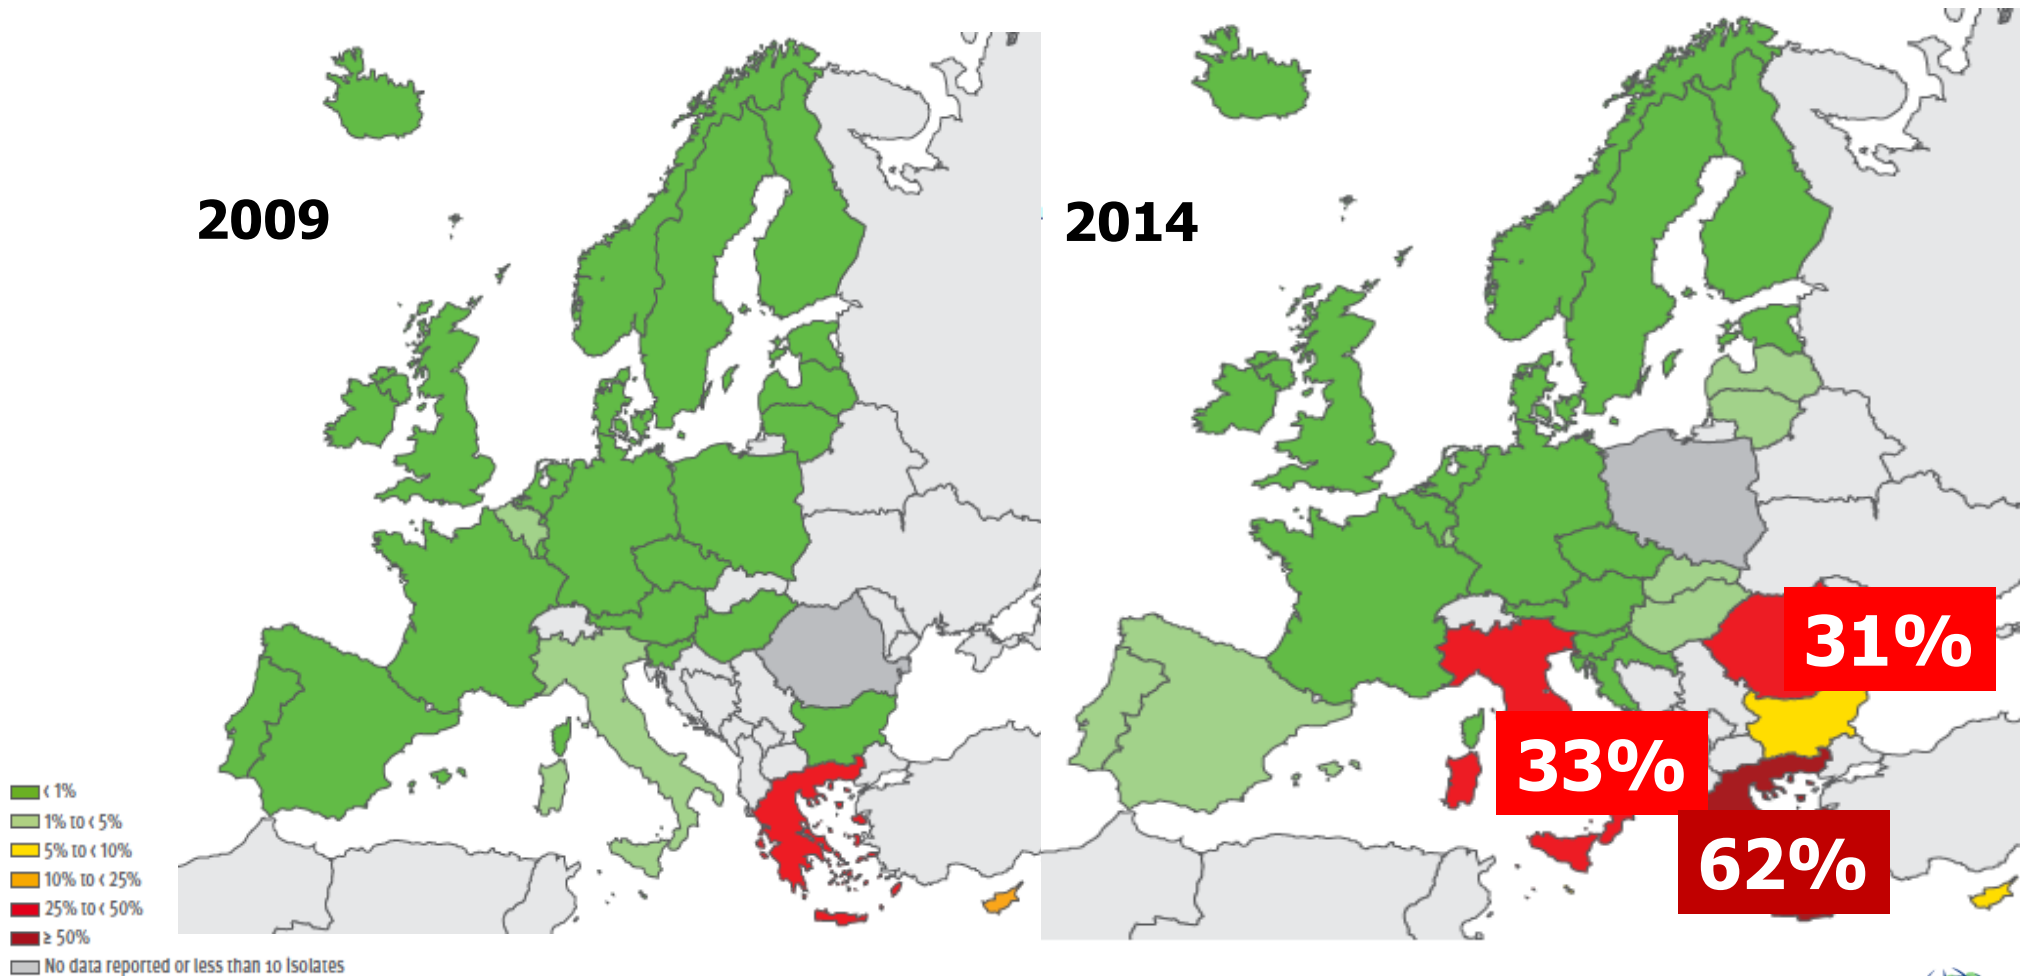 2009
2014
31%
33%
62%
< 1%
1% to < 5%
5% to < 10%
10% to < 25%
25% to < 50%
≥ 50%
No data reported or less than 10 isolates